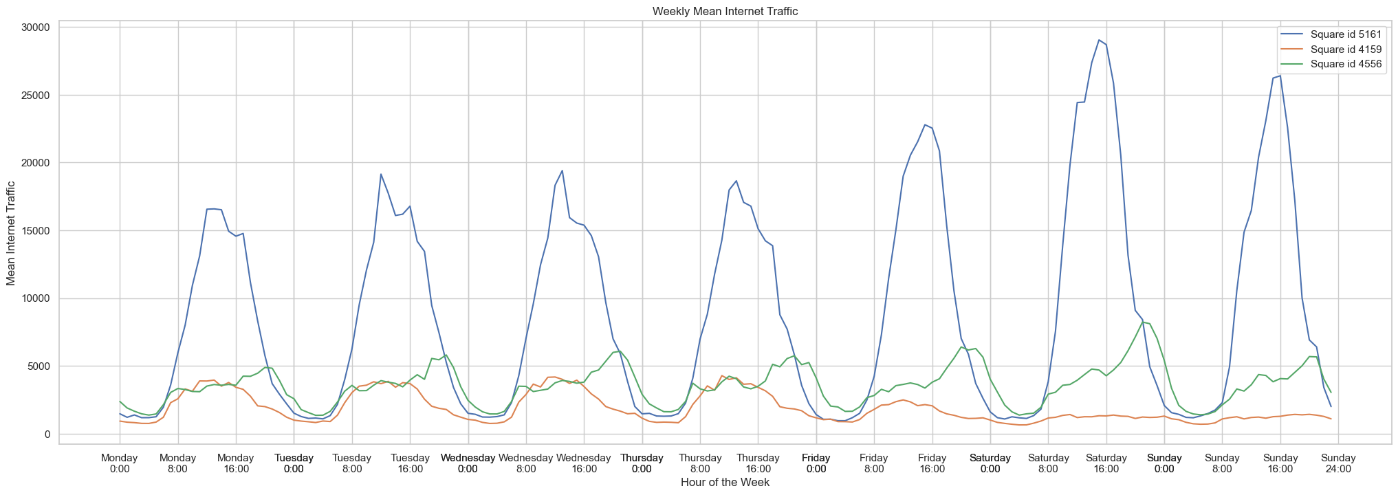 Weekly Mean Internet Traffic
Square id 5161
Square id 4159
Square id 4556
Mean Internet Traffic
30000
25000
20000
15000
10000
5000
0
Monday
0:00
Monday
8:00
Monday
16:00
Tuesday
0:00
Tuesday
8:00
Tuesday
16:00
Wednesday
0:00
Wednesday
8:00
Wednesday
16:00
Thursday
0:00
Thursday
8:00
Thursday
16:00
Friday
0:00
Friday
8:00
Friday
16:00
Saturday
0:00
Saturday
8:00
Saturday
16:00
Sunday
0:00
Sunday
8:00
Sunday
16:00
Sunday
24:00
Hour of the Week